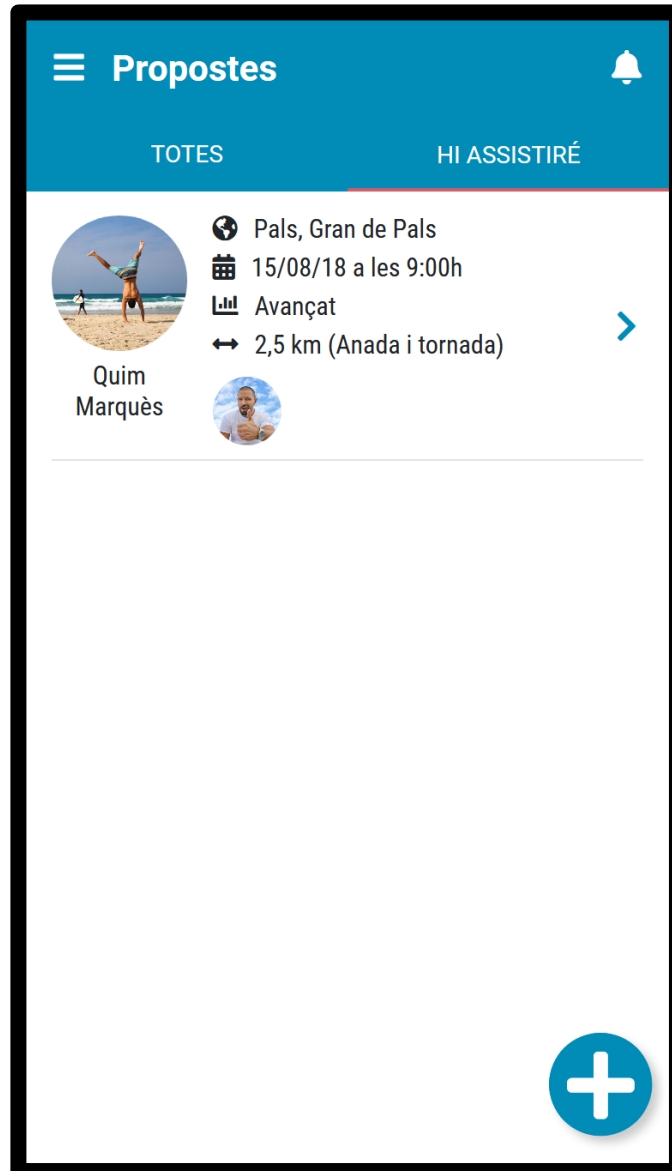 Propostes
TOTES
HI ASSISTIRÉ
Pals, Gran de Pals
15/08/18 a les 9:00h
Avançat
2,5 km (Anada i tornada)
Quim
Marquès